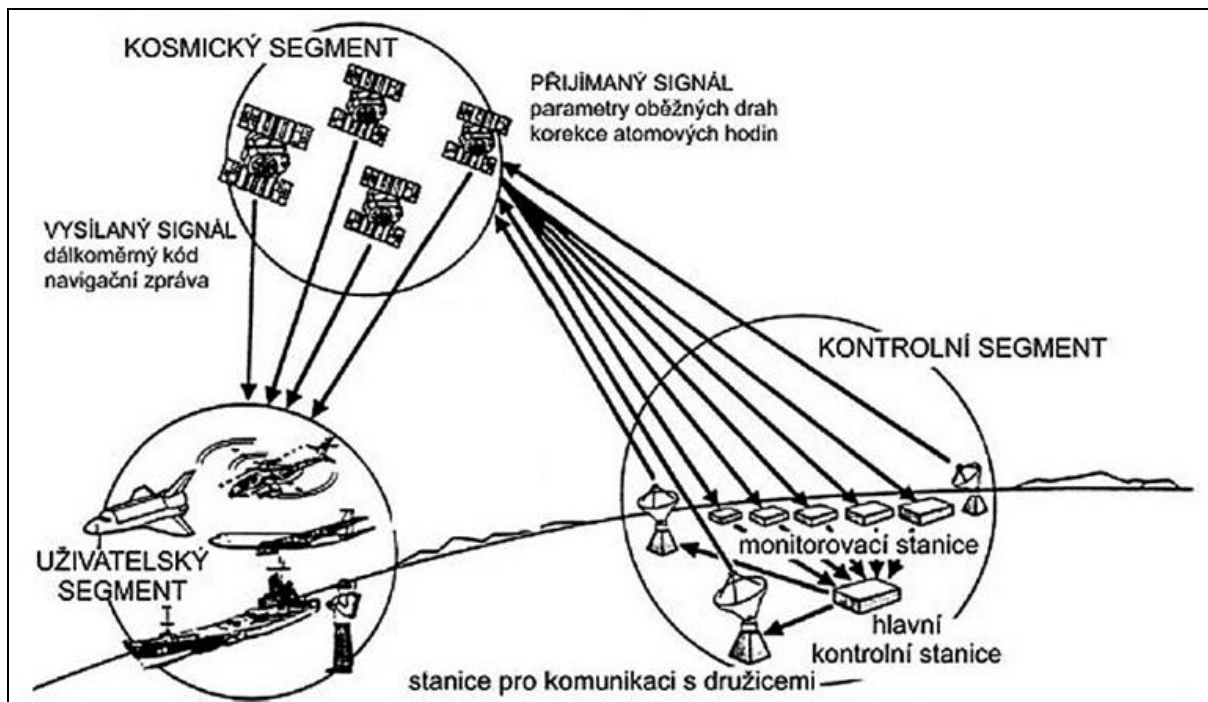 KOSMICKÝ SEGMENT
PŘIJÍMANÝ SIGNÁL
parametry oběžných drah
korekce atomových hodin
VYSÍLANÝ SIGNÁL
dálkoměrný kód
navigační zpráva
KONTROLNÍ SEGMENT
UŽIVATELSKÝ
SEGMENT
monitorovací stanice
hlavní
kontrolní stanice
stanice pro komunikaci s družicemi